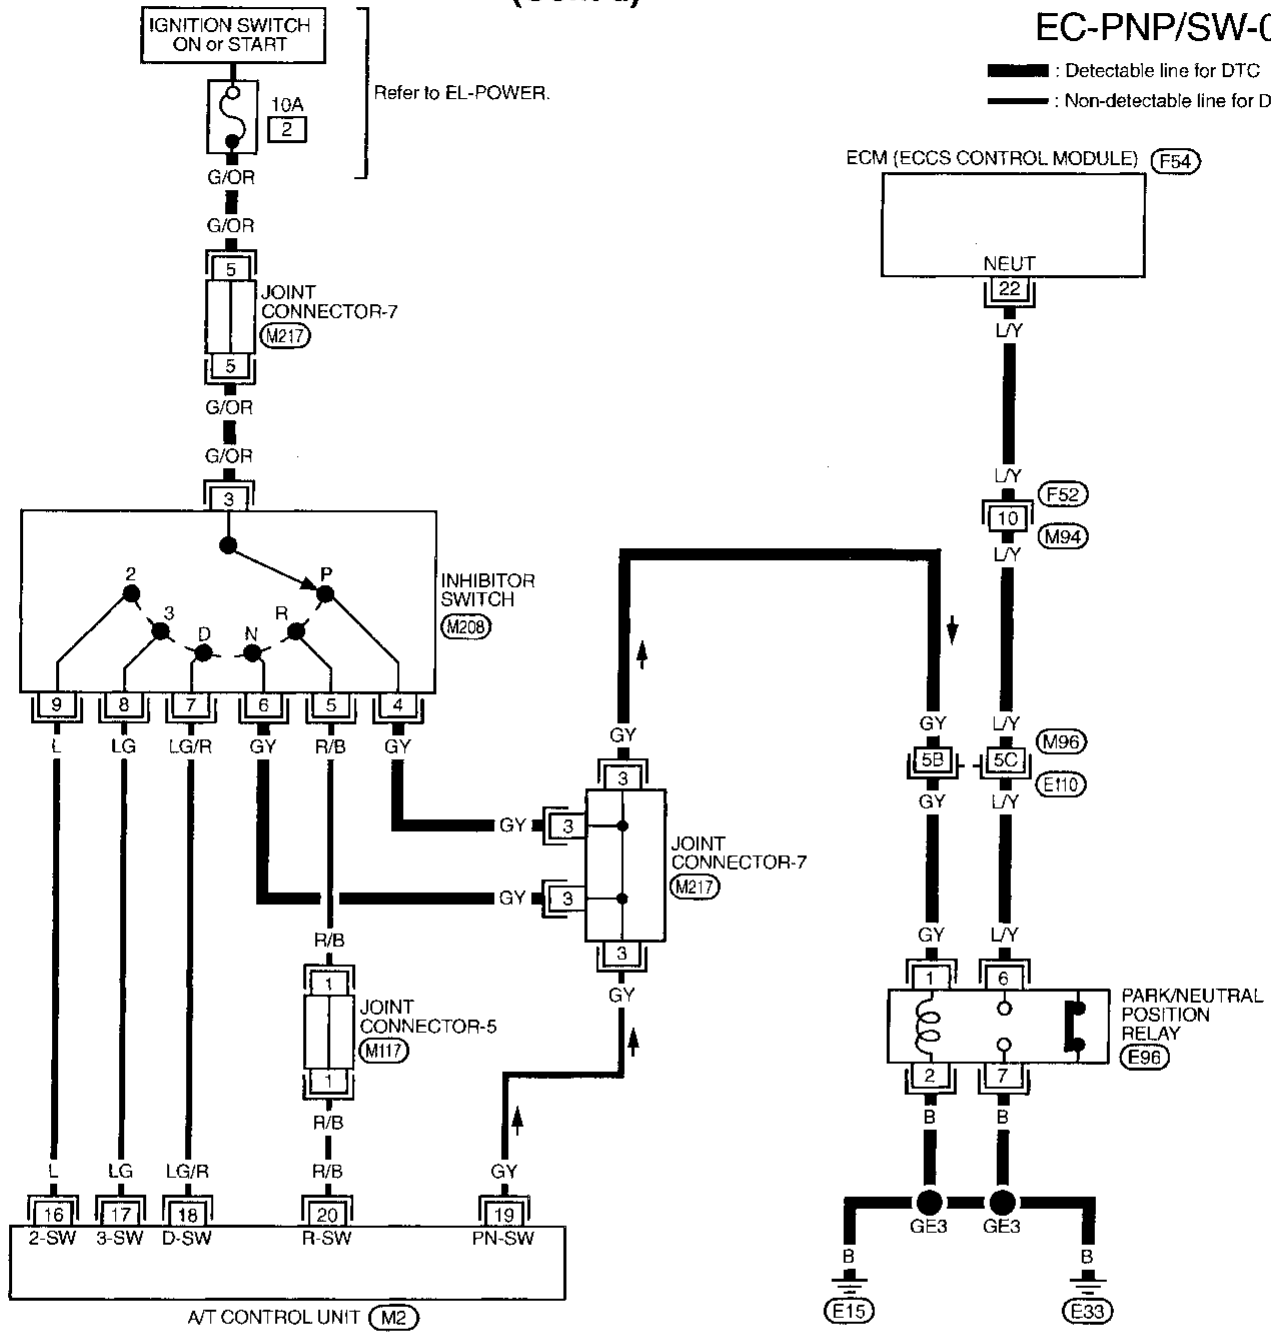 EC-PNP/SW-0
IGNITION SWITCH
ON or START
10A
2
Refer to EL-POWER.
: Detectable line for DTC
: Non-detectable line for D
ECM (ECCS CONTROL MODULE) F54
NEUT
22
L/Y
G/OR
G/OR
5
JOINT
CONNECTOR-7
M217
5
G/OR
G/OR
3
L/Y
F52
10
M94
L/Y
2
3
D
N
R
P
INHIBITOR
SWITCH
M208
9 8 7 6 5 4
L LG LG/R GY R/B GY
GY
3
GY 3
GY 3
JOINT
CONNECTOR-7
M217
3
GY
GY L/Y
M96
5B 5C
E110
GY L/Y
GY L/Y
1 6
PARK/NEUTRAL
POSITION
RELAY
E96
2 7
B B
GE3 GE3
B B
E15 E33
R/B
1
JOINT
CONNECTOR-5
M117
1
R/B
L LG LG/R R/B GY
16 17 18 20 19
2-SW 3-SW D-SW R-SW PN-SW
A/T CONTROL UNIT M2